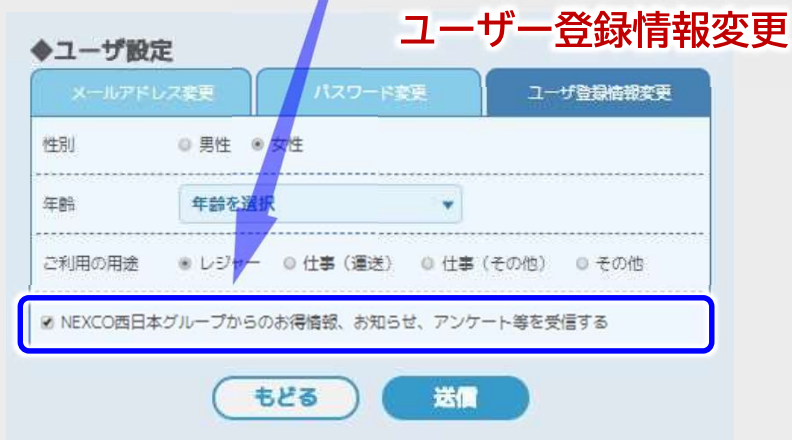 ユーザー登録情報変更
◆ユーザ設定
メールアドレス変更 パスワード変更 ユーザ登録情報変更
性別 男性 女性
年齢 年齢を選択
ご利用の用途 レジャー 仕事（運送） 仕事（その他） その他
NEXCO西日本グループからのお得情報、お知らせ、アンケート等を受信する
もどる 送信